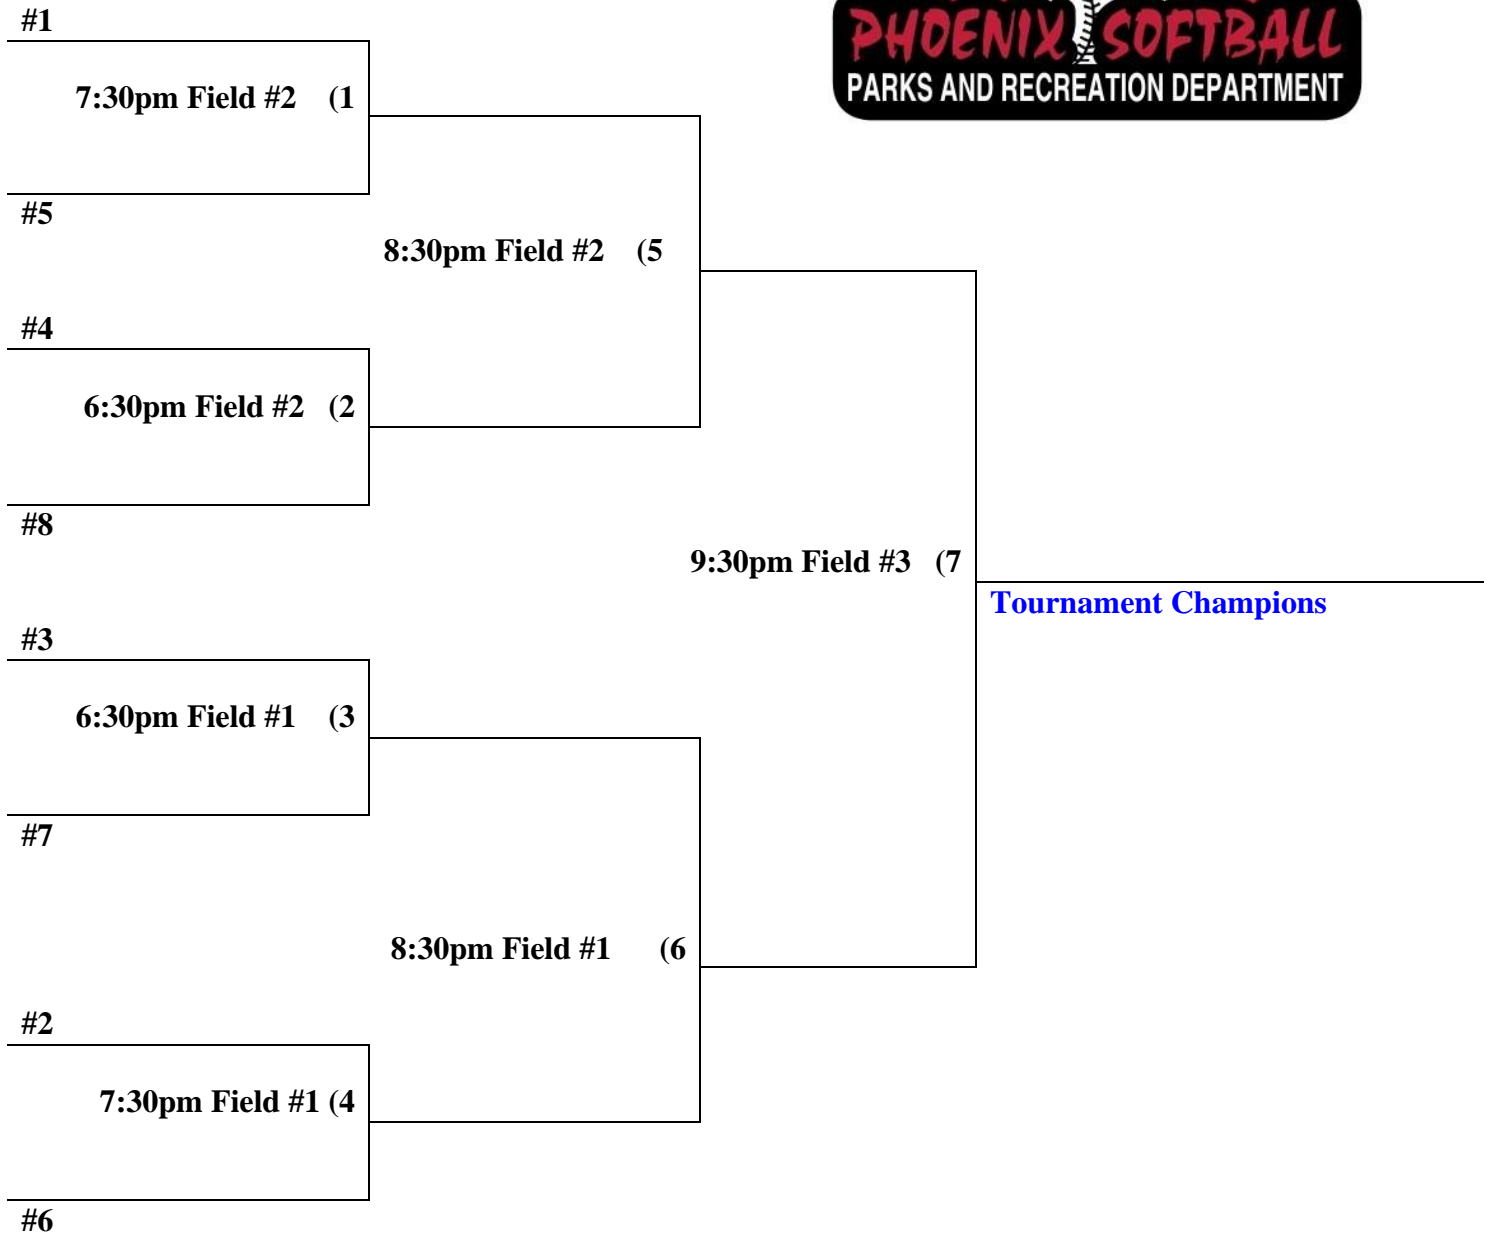 #1
PHOENIX SOFTBALL
PARKS AND RECREATION DEPARTMENT
7:30pm Field #2 (1
#5
8:30pm Field #2 (5
#4
6:30pm Field #2 (2
#8
9:30pm Field #3 (7
Tournament Champions
#3
6:30pm Field #1 (3
#7
8:30pm Field #1 (6
#2
7:30pm Field #1 (4
#6